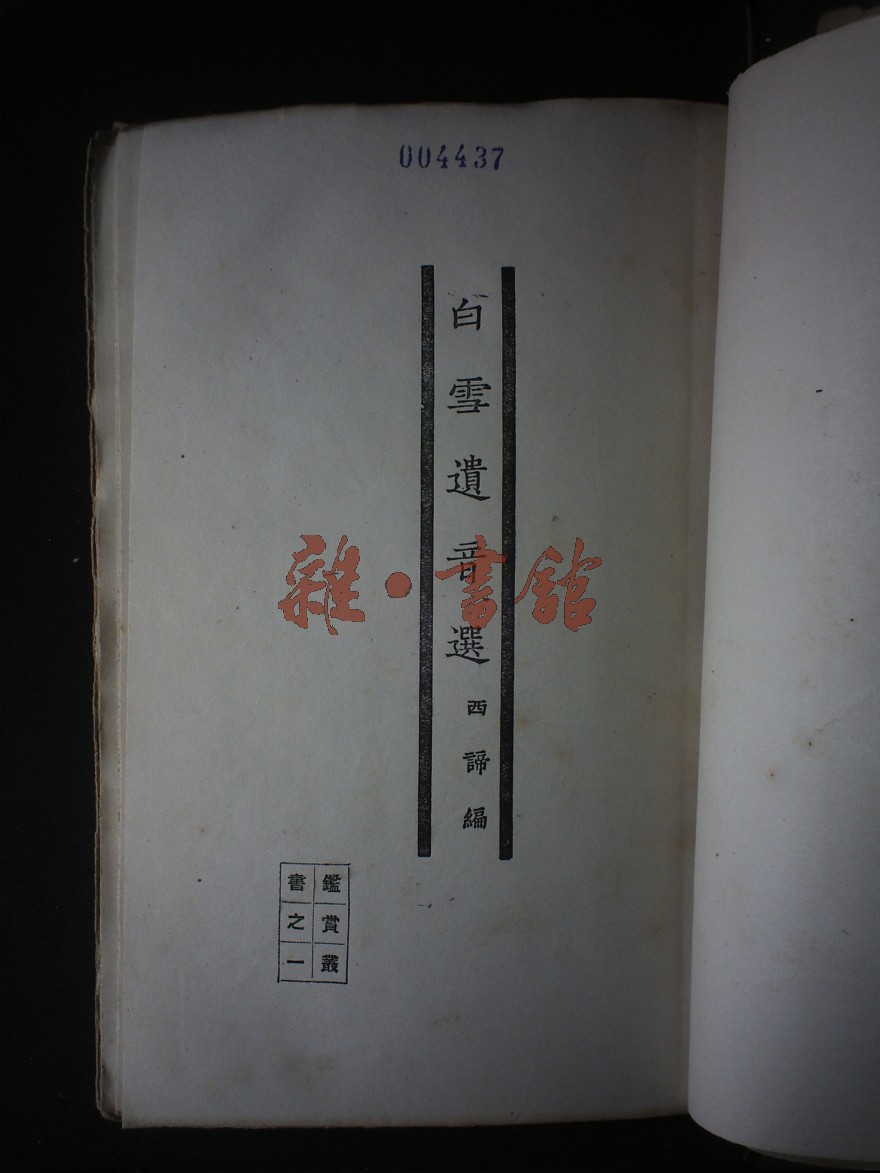 004437
白雪遺音選
西諦編
鑑賞叢
書之一
雜·書館